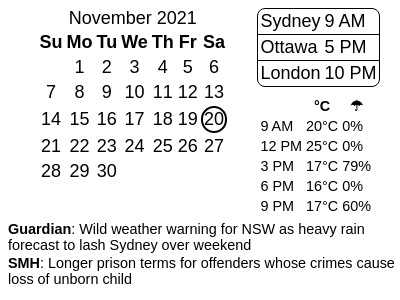 November 2021
Su Mo Tu We Th Fr Sa
1 2 3 4 5 6
7 8 9 10 11 12 13
14 15 16 17 18 19 20
21 22 23 24 25 26 27
28 29 30
Sydney 9 AM
Ottawa 5 PM
London 10 PM
°C ☂
9 AM 20°C 0%
12 PM 25°C 0%
3 PM 17°C 79%
6 PM 16°C 0%
9 PM 17°C 60%
Guardian: Wild weather warning for NSW as heavy rain
forecast to lash Sydney over weekend
SMH: Longer prison terms for offenders whose crimes cause
loss of unborn child